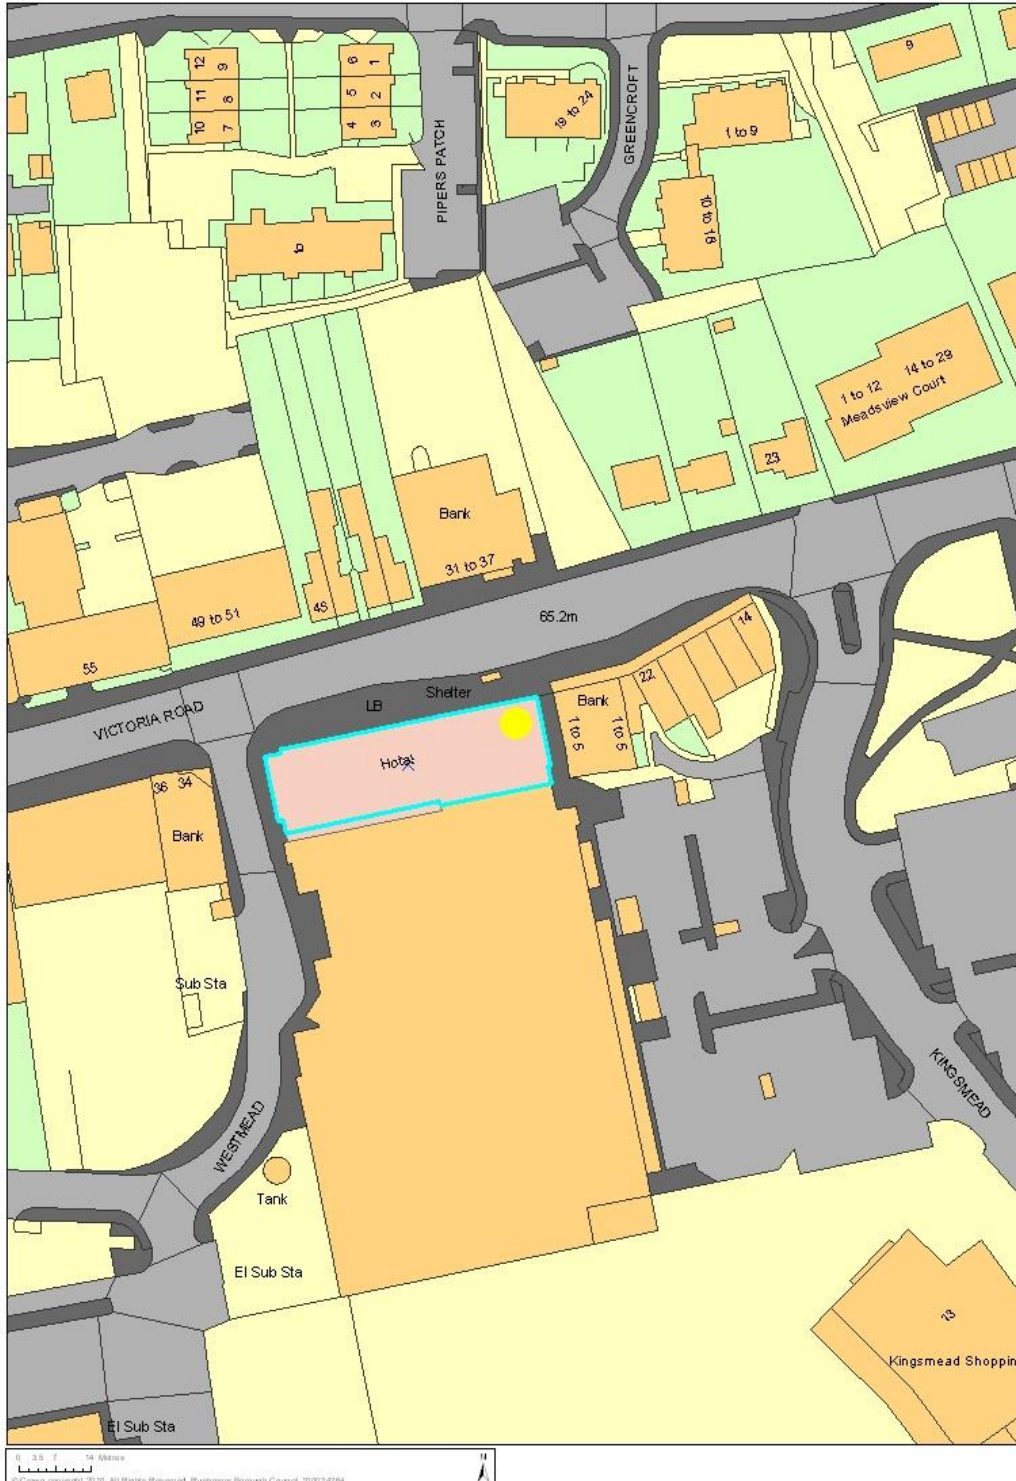 12 9
11 8
10 7
6 1
5 2
4 3
PIPERS PATCH
19 to 24
GREENCROFT
1 to 9
10 to 18
9
1 to 12 14 to 29
Meadsview Court
23
Bank
31 to 37
45
49 to 51
55
65.2m
14
22
Bank
1 to 5
1 to 5
Shelter
LB
VICTORIA ROAD
Hotel
36 34
Bank
Sub Sta
WESTMEAD
KINGSMEAD
Tank
El Sub Sta
13
Kingsmead Shoppin
El Sub Sta
0 3.5 7 14 Metres
N